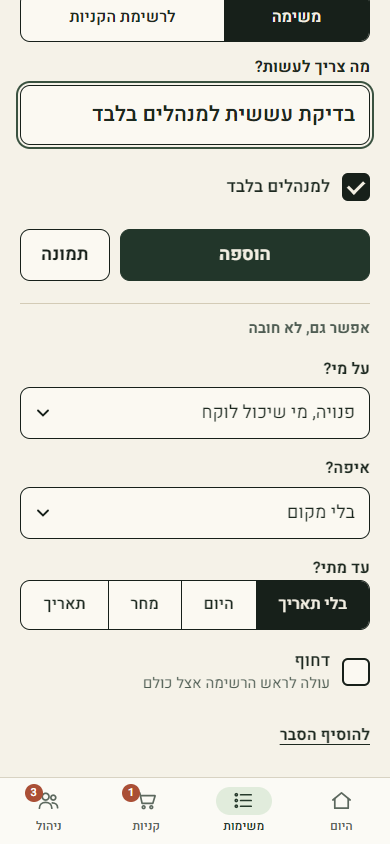 משימה
לרשימת הקניות
מה צריך לעשות?
בדיקת עששית למנהלים בלבד
למנהלים בלבד
הוספה
תמונה
אפשר גם, לא חובה
על מי?
פנויה, מי שיכול לוקח
איפה?
בלי מקום
עד מתי?
בלי תאריך
היום
מחר
תאריך
דחוף
עולה לראש הרשימה אצל כולם
להוסיף הסבר
היום
משימות
1
קניות
3
ניהול